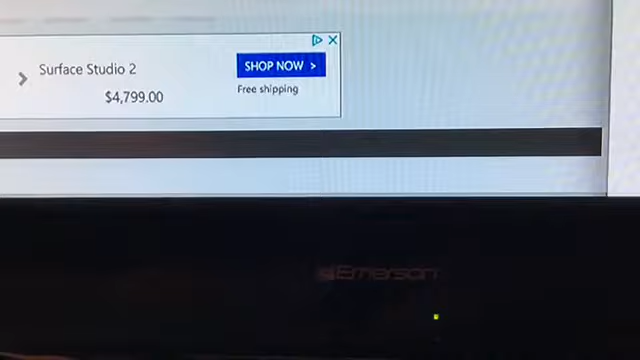 Surface Studio 2
$4,799.00
SHOP NOW >
Free shipping
Emerson